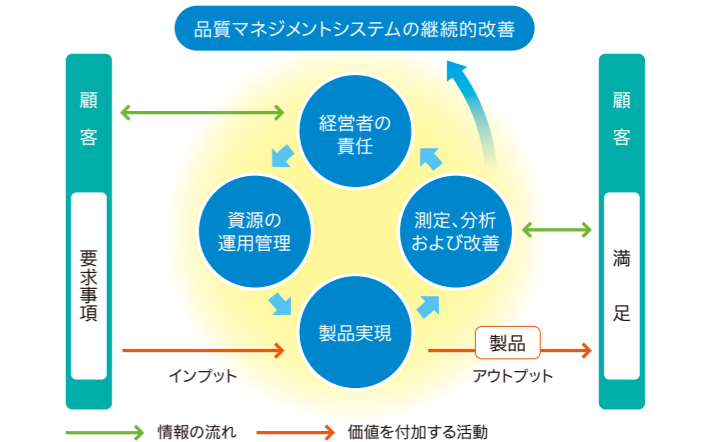 品質マネジメントシステムの継続的改善
顧客
要求事項
経営者の
責任
資源の
運用管理
測定、分析
および改善
製品実現
顧客
満足
インプット
製品
アウトプット
情報の流れ
価値を付加する活動